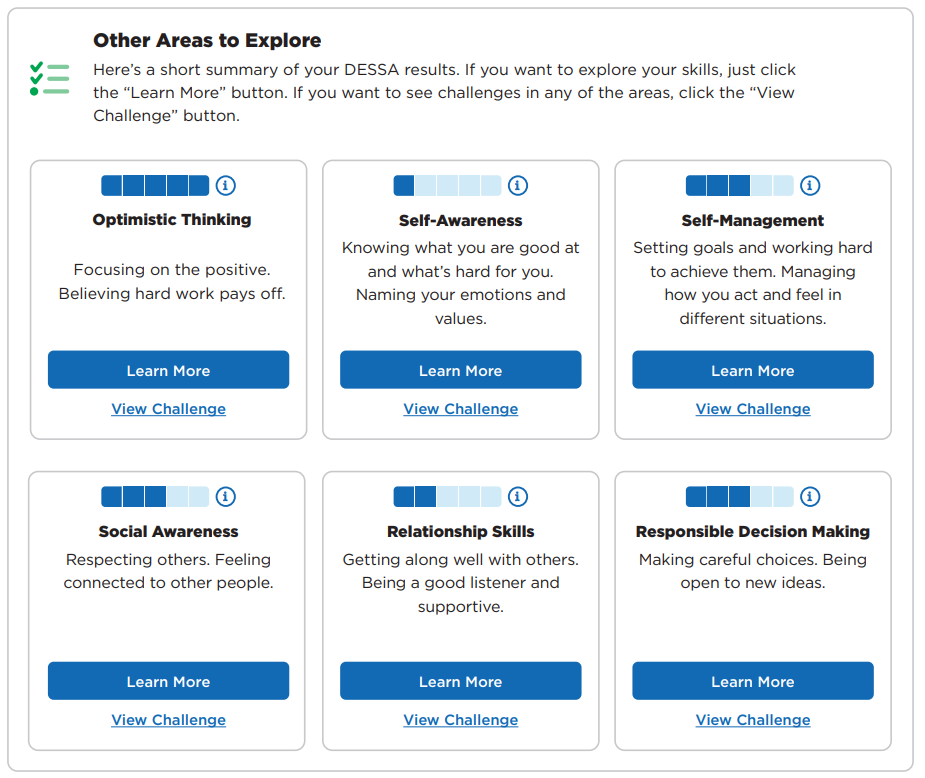 Other Areas to Explore
Here's a short summary of your DESSA results. If you want to explore your skills, just click
the “Learn More” button. If you want to see challenges in any of the areas, click the “View
Challenge” button.
Optimistic Thinking
Focusing on the positive.
Believing hard work pays off.
Learn More
View Challenge
Self-Awareness
Knowing what you are good at
and what's hard for you.
Naming your emotions and
values.
Learn More
View Challenge
Self-Management
Setting goals and working hard
to achieve them. Managing
how you act and feel in
different situations.
Learn More
View Challenge
Social Awareness
Respecting others. Feeling
connected to other people.
Learn More
View Challenge
Relationship Skills
Getting along well with others.
Being a good listener and
supportive.
Learn More
View Challenge
Responsible Decision Making
Making careful choices. Being
open to new ideas.
Learn More
View Challenge